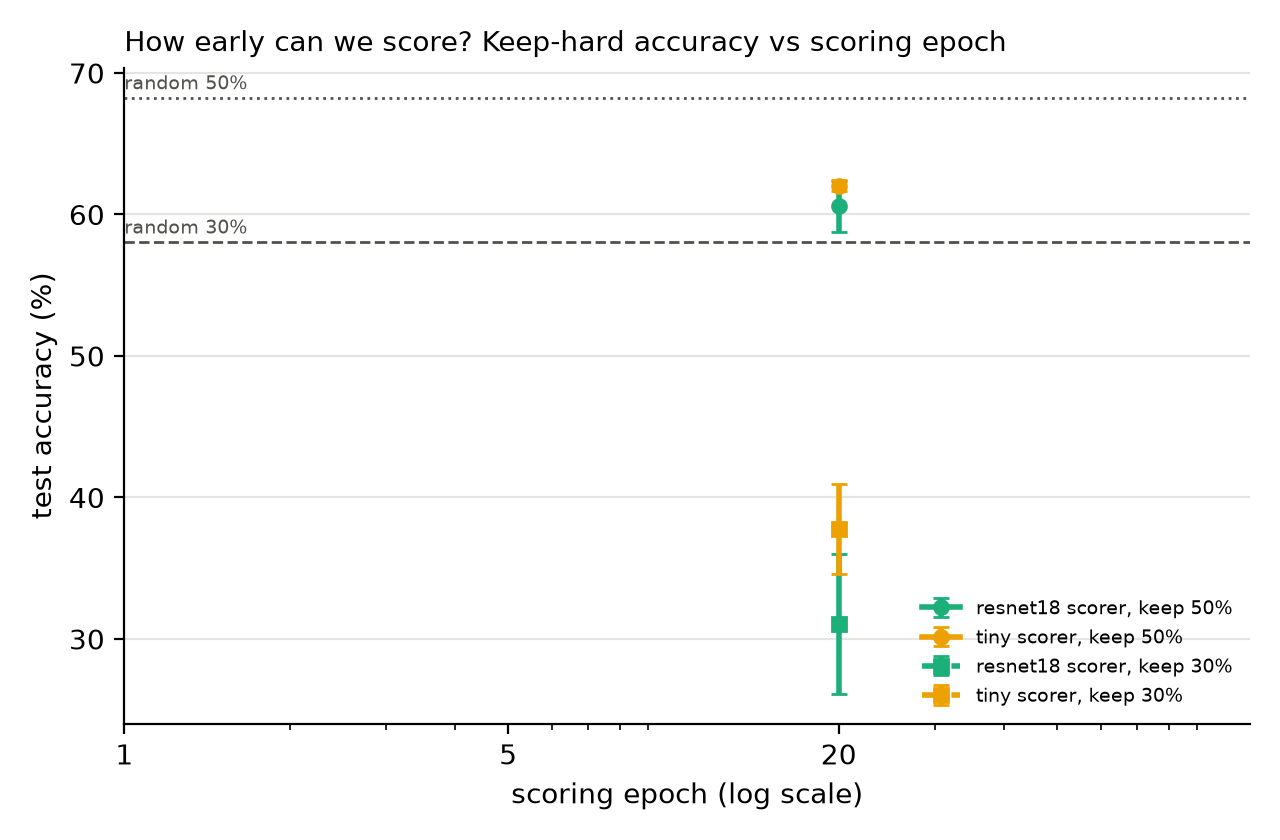 How early can we score? Keep-hard accuracy vs scoring epoch
70
random 50%
60
random 30%
50
40
30
test accuracy (%)
resnet18 scorer, keep 50%
tiny scorer, keep 50%
resnet18 scorer, keep 30%
tiny scorer, keep 30%
1
5
20
scoring epoch (log scale)